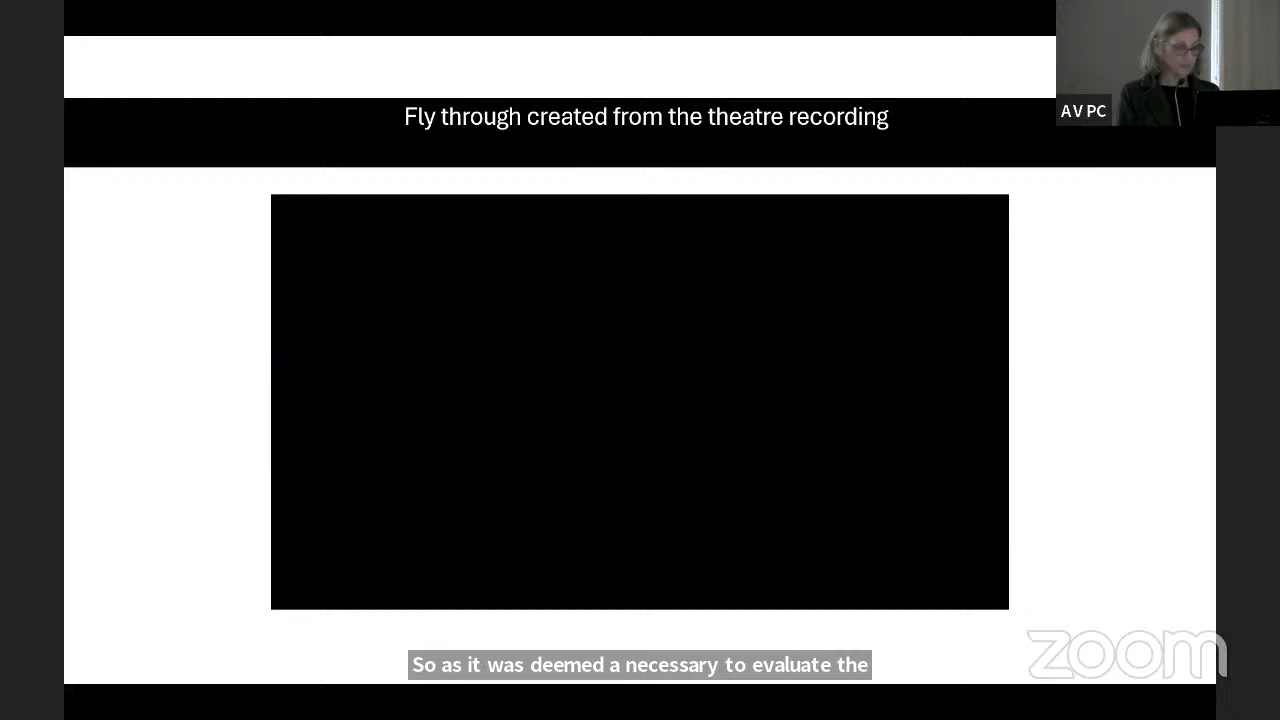 AV PC
Fly through created from the theatre recording
So as it was deemed a necessary to evaluate the
zoom